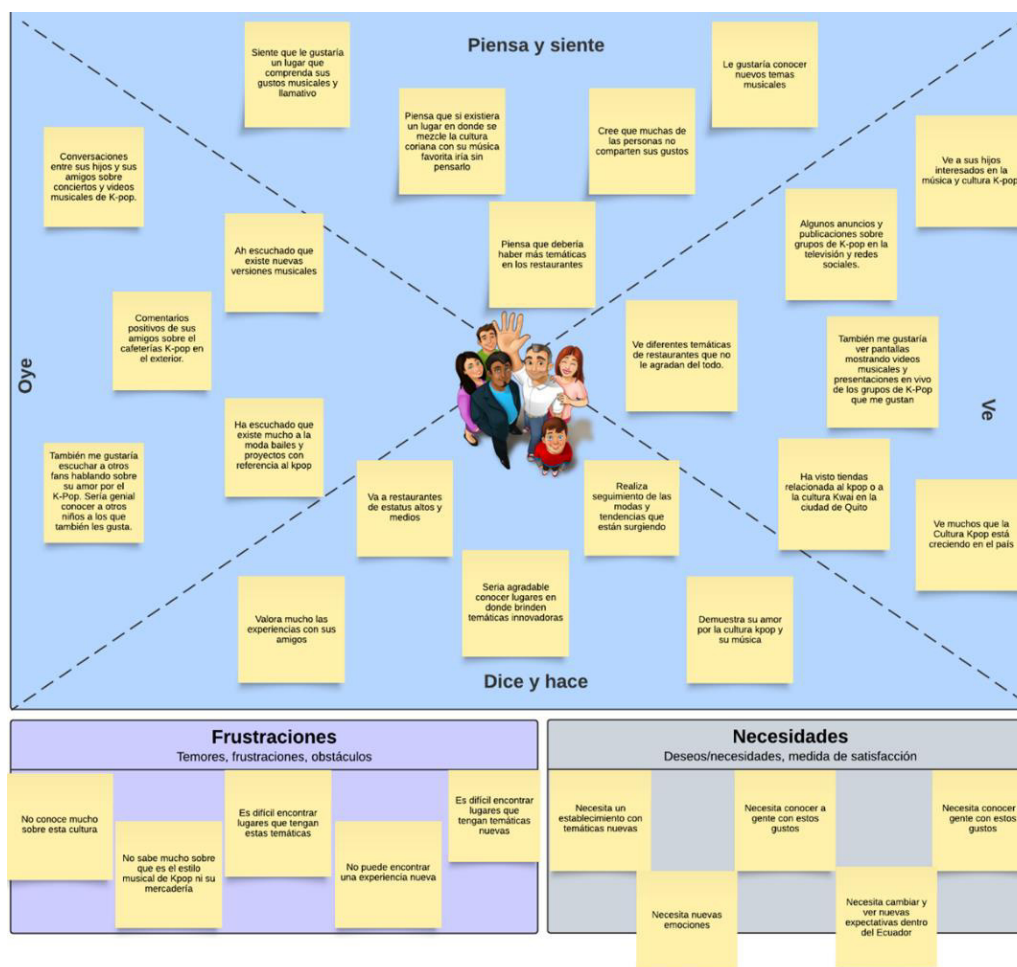 Piensa y siente
Siente que le gustaría
un lugar que
comprenda sus
gustos musicales y
llamativo
Piensa que si existiera
un lugar en donde se
mezcle la cultura
coriana con su música
favorita iría sin
pensarlo
Cree que muchas de
las personas no
comparten sus gustos
Le gustaría conocer
nuevos temas
musicales
Piensa que debería
haber más temáticas
en los restaurantes
Oye
Conversaciones
entre sus hijos y sus
amigos sobre
conciertos y videos
musicales de K-pop.
Ah escuchado que
existe nuevas
versiones musicales
Comentarios
positivos de sus
amigos sobre el
cafeterías K-pop en
el exterior.
Ha escuchado que
existe mucho a la
moda bailes y
proyectos con
referencia al kpop
También me gustaría
escuchar a otros
fans hablando sobre
su amor por el
K-Pop. Sería genial
conocer a otros
niños a los que
también les gusta.
Ve
Ve a sus hijos
interesados en la
música y cultura K-pop
Algunos anuncios y
publicaciones sobre
grupos de K-pop en la
televisión y redes
sociales.
Ve diferentes temáticas
de restaurantes que no
le agradan del todo.
También me gustaría
ver pantallas
mostrando videos
musicales y
presentaciones en vivo
de los grupos de K-Pop
que me gustan
Ha visto tiendas
relacionada al kpop o a
la cultura Kwai en la
ciudad de Quito
Ve muchos que la
Cultura Kpop está
creciendo en el país
Va a restaurantes
de estatus altos y
medios
Realiza
seguimiento de las
modas y
tendencias que
están surgiendo
Valora mucho las
experiencias con sus
amigos
Seria agradable
conocer lugares en
donde brinden
temáticas innovadoras
Demuestra su amor
por la cultura kpop y
su música
Dice y hace
Frustraciones
Temores, frustraciones, obstáculos
No conoce mucho
sobre esta cultura
No sabe mucho sobre
que es el estilo
musical de Kpop ni su
mercadería
Es difícil encontrar
lugares que tengan
estas temáticas
No puede encontrar
una experiencia nueva
Es difícil encontrar
lugares que
tengan temáticas
nuevas
Necesidades
Deseos/necesidades, medida de satisfacción
Necesita un
establecimiento con
temáticas nuevas
Necesita nuevas
emociones
Necesita conocer a
gente con estos
gustos
Necesita cambiar y
ver nuevas
expectativas dentro
del Ecuador
Necesita conocer
gente con estos
gustos